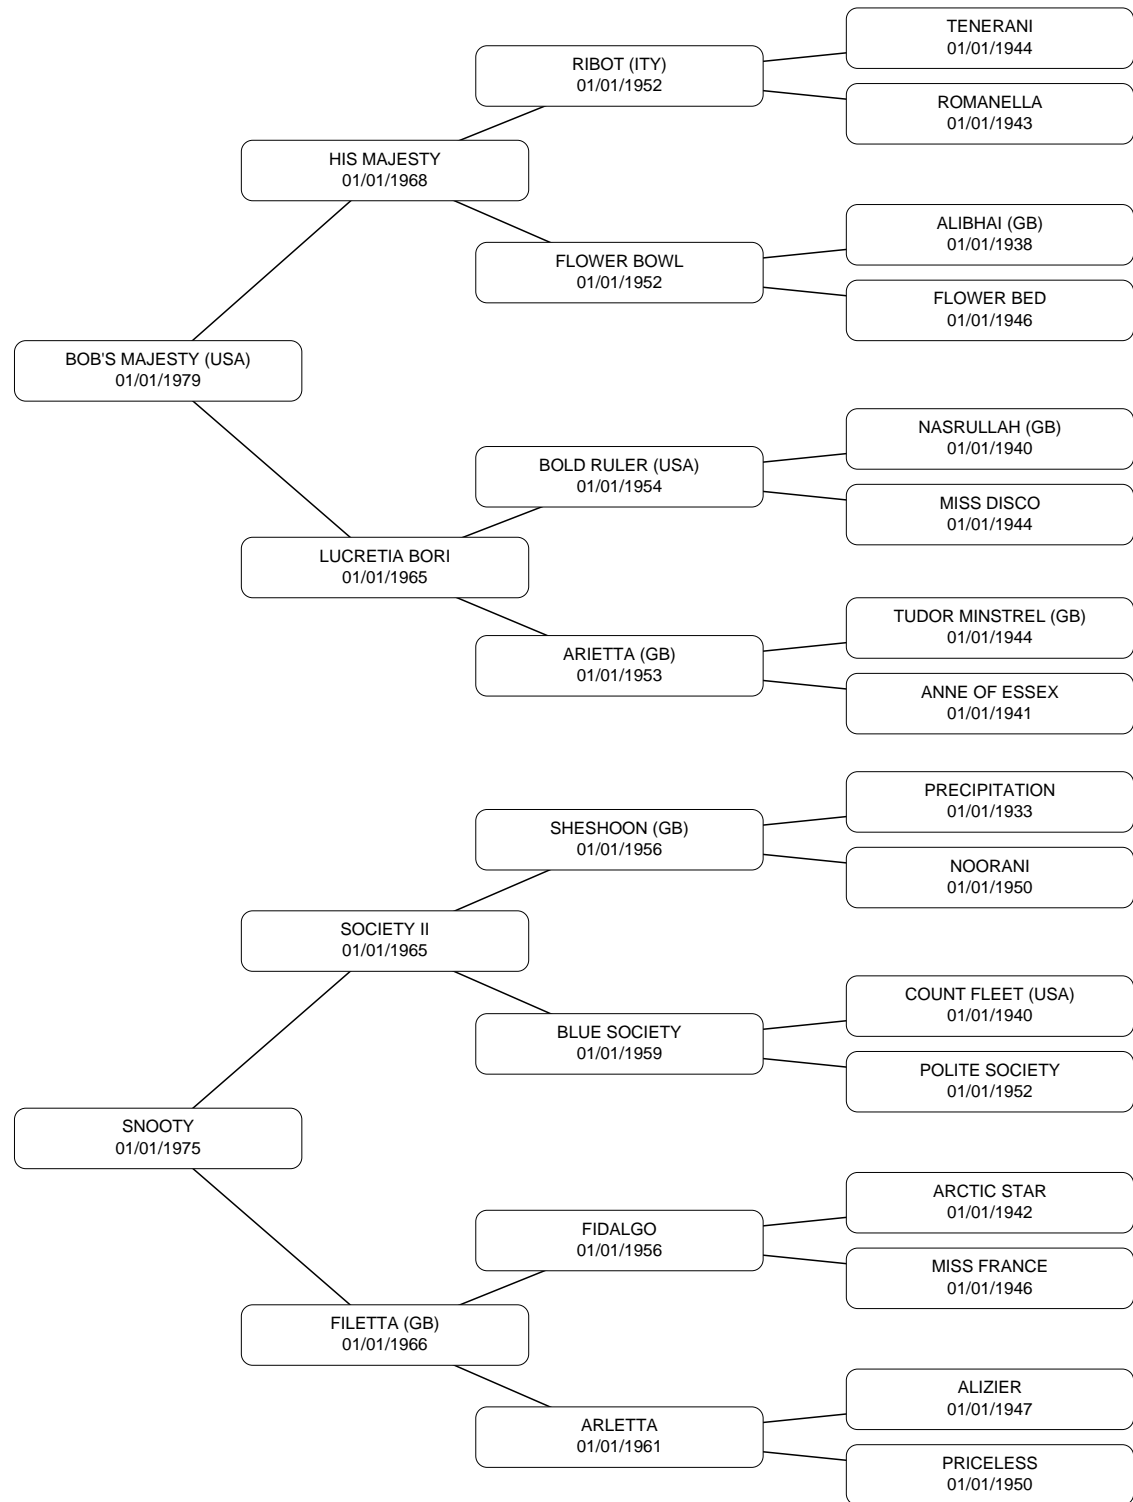 TENERANI
01/01/1944
RIBOT (ITY)
01/01/1952
ROMANELLA
01/01/1943
HIS MAJESTY
01/01/1968
ALIBHAI (GB)
01/01/1938
FLOWER BOWL
01/01/1952
FLOWER BED
01/01/1946
BOB'S MAJESTY (USA)
01/01/1979
NASRULLAH (GB)
01/01/1940
BOLD RULER (USA)
01/01/1954
MISS DISCO
01/01/1944
LUCRETIA BORI
01/01/1965
TUDOR MINSTREL (GB)
01/01/1944
ARIETTA (GB)
01/01/1953
ANNE OF ESSEX
01/01/1941
PRECIPITATION
01/01/1933
SHESHOON (GB)
01/01/1956
NOORANI
01/01/1950
SOCIETY II
01/01/1965
COUNT FLEET (USA)
01/01/1940
BLUE SOCIETY
01/01/1959
POLITE SOCIETY
01/01/1952
SNOOTY
01/01/1975
ARCTIC STAR
01/01/1942
FIDALGO
01/01/1956
MISS FRANCE
01/01/1946
FILETTA (GB)
01/01/1966
ALIZIER
01/01/1947
ARLETTA
01/01/1961
PRICELESS
01/01/1950